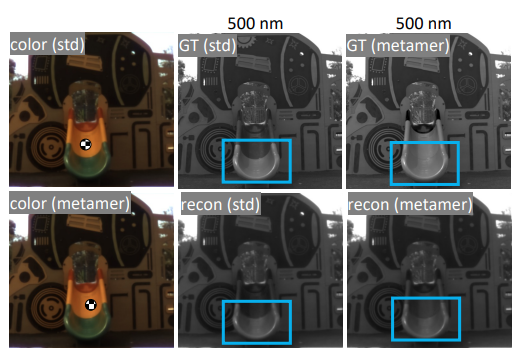 500 nm
500 nm
color (std)
GT (std)
GT (metamer)
color (metamer)
recon (std)
recon (metamer)